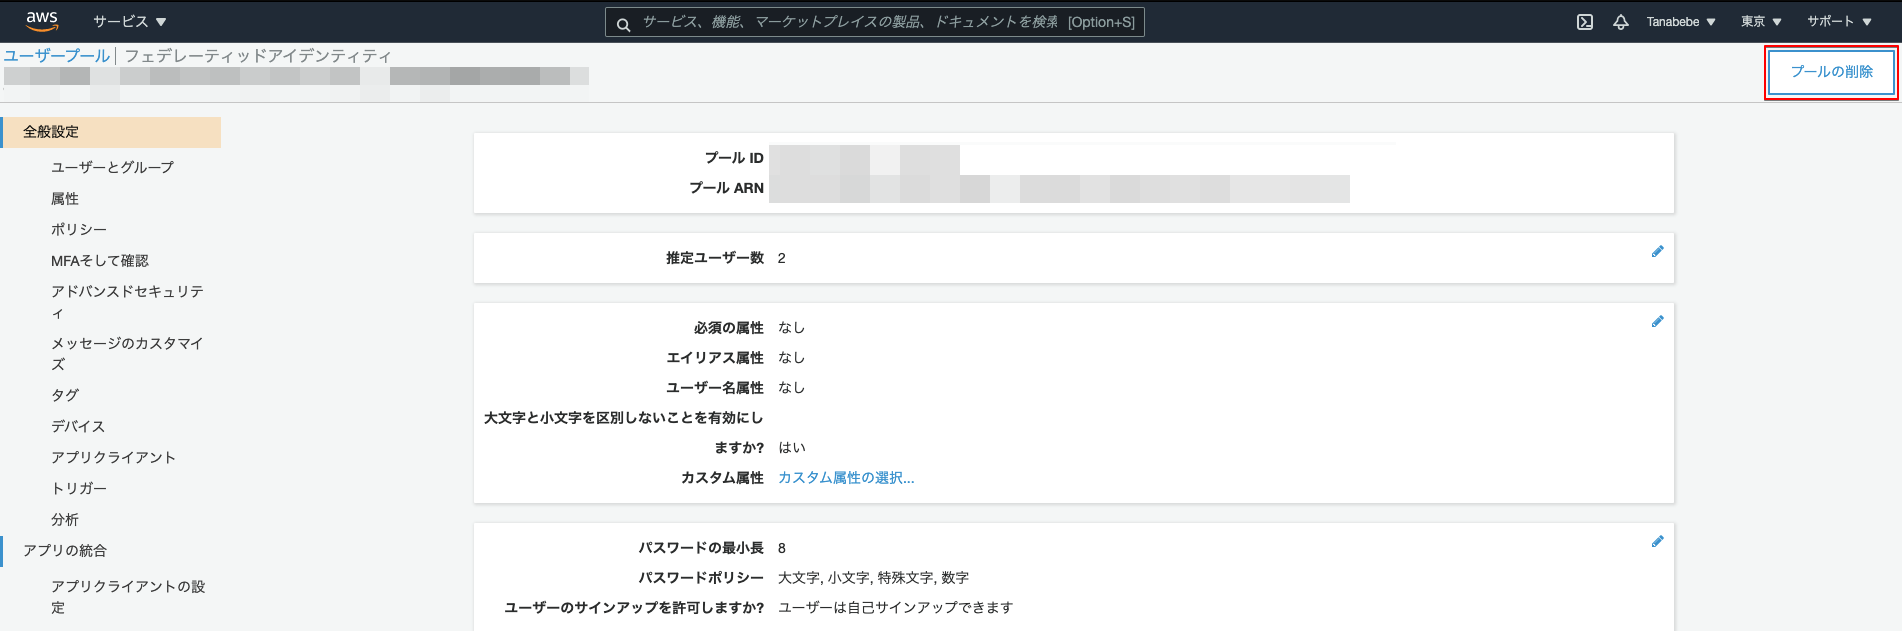 aws
サービス ▼
サービス、機能、マーケットプレイスの製品、ドキュメントを検索 [Option+S]
Tanabebe ▼
東京 ▼
サポート ▼
ユーザープール | フェデレーティッドアイデンティティ
プールの削除
全般設定
ユーザーとグループ
属性
ポリシー
MFAそして確認
アドバンスドセキュリテ
ィ
メッセージのカスタマイ
ズ
タグ
デバイス
アプリクライアント
トリガー
分析
アプリの統合
アプリクライアントの設
定
プール ID
プール ARN
推定ユーザー数 2
必須の属性 なし
エイリアス属性 なし
ユーザー名属性 なし
大文字と小文字を区別しないことを有効にし
ますか? はい
カスタム属性 カスタム属性の選択...
パスワードの最小長 8
パスワードポリシー 大文字, 小文字, 特殊文字, 数字
ユーザーのサインアップを許可しますか? ユーザーは自己サインアップできます